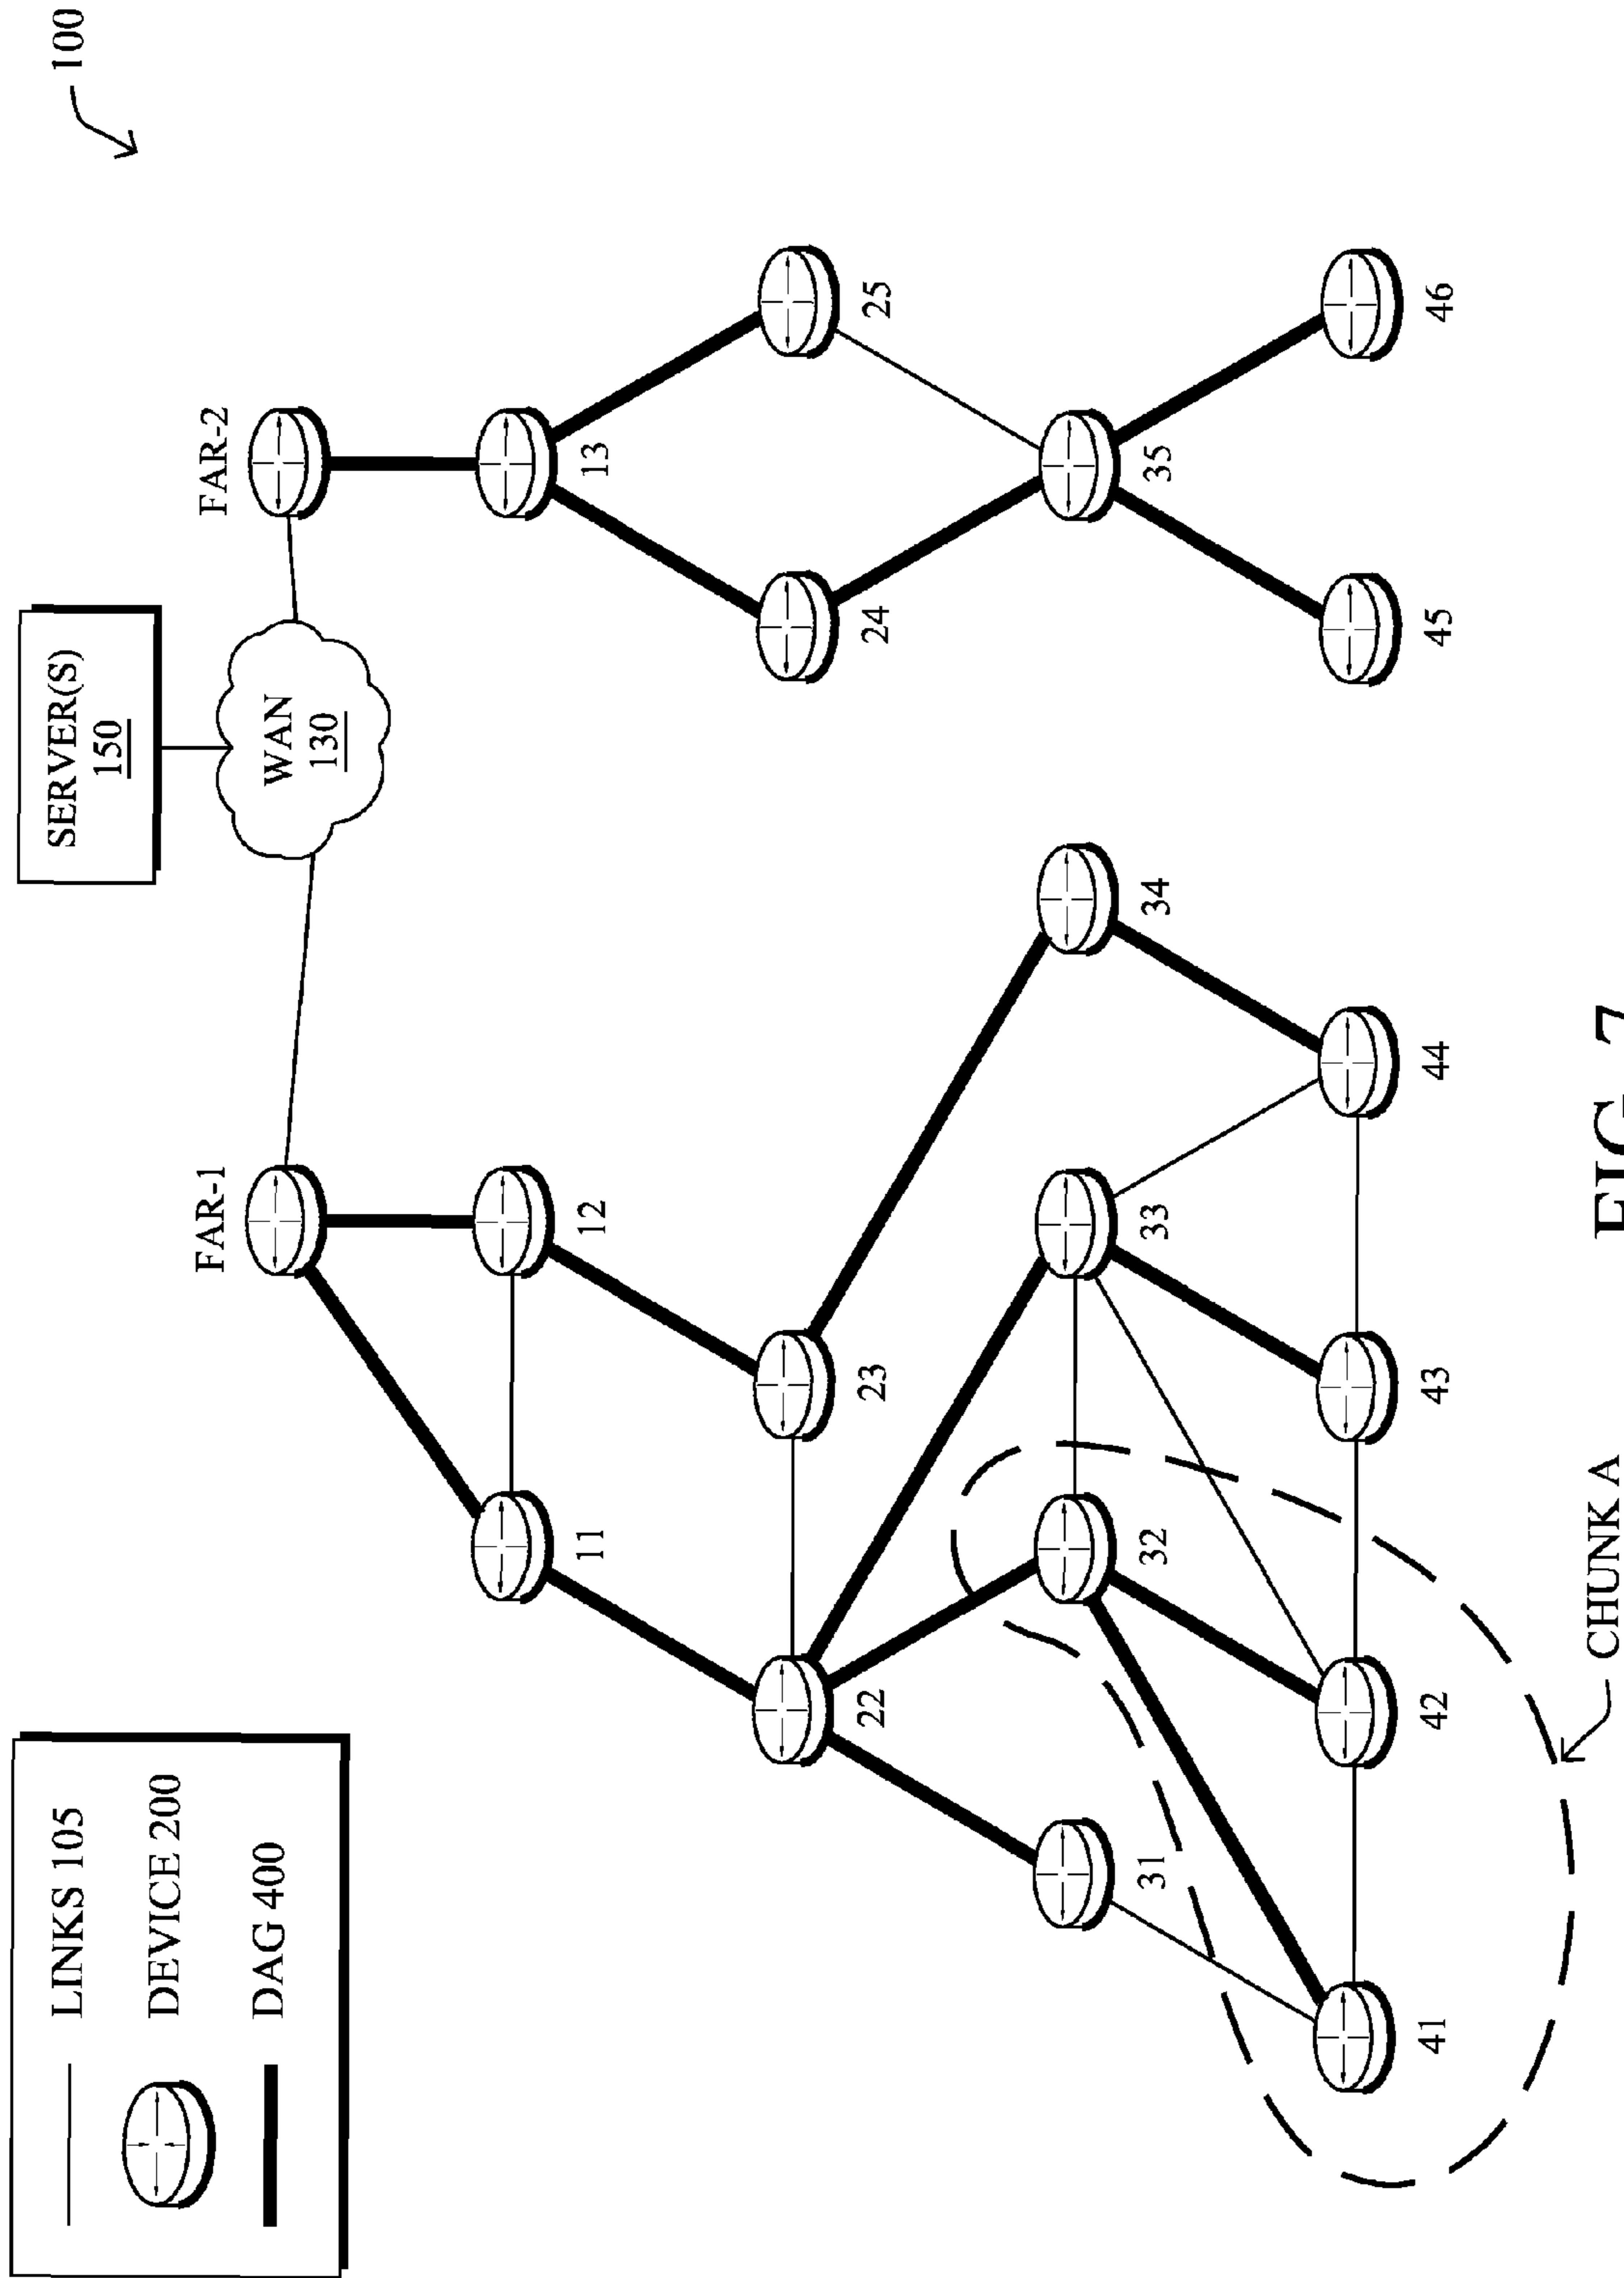 100
SERVER(S)
150
WAN
130
LINKS 105
DEVICE 200
DAG 400
FAR-1
FAR-2
11
12
13
22
23
24
25
31
32
33
34
35
41
42
43
44
45
46
CHUNK A
FIG. 7